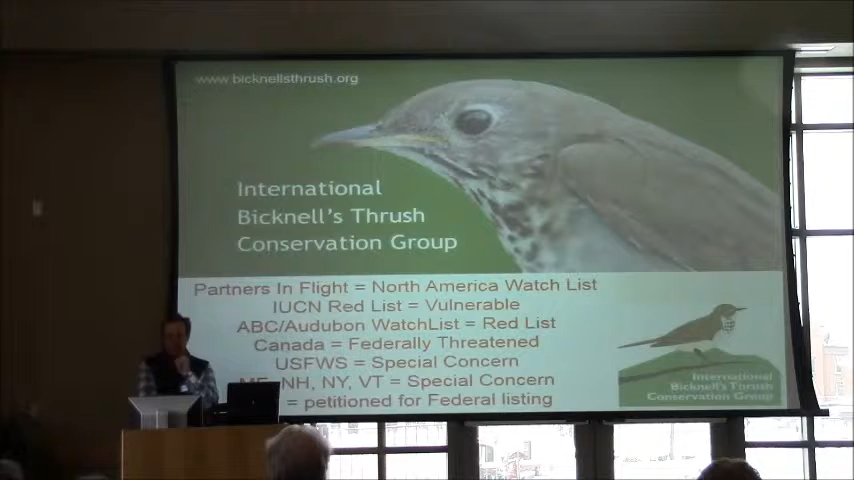 www.bicknellsthrush.org
International
Bicknell's Thrush
Conservation Group
Partners In Flight = North America Watch List
IUCN Red List = Vulnerable
ABC/Audubon WatchList = Red List
Canada = Federally Threatened
USFWS = Special Concern
NH, NY, VT = Special Concern
= petitioned for Federal listing
International
Bicknell's Thrush
Conservation Group